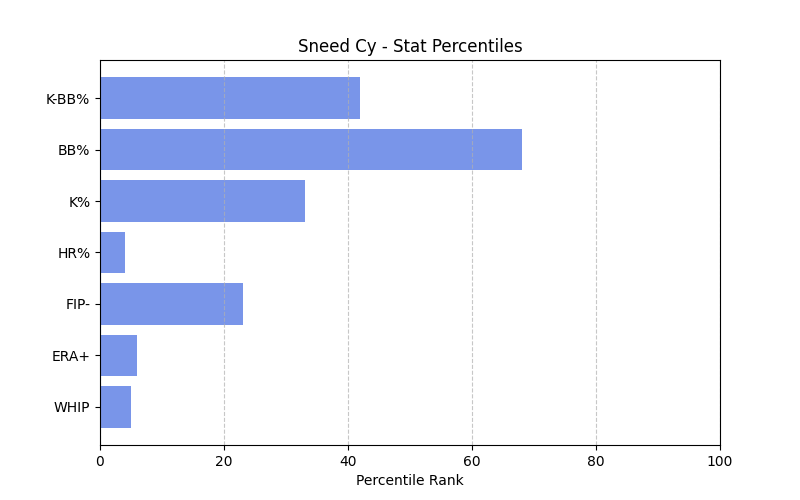 Sneed Cy - Stat Percentiles
K-BB%
BB%
K%
HR%
FIP-
ERA+
WHIP
0 20 40 60 80 100
Percentile Rank